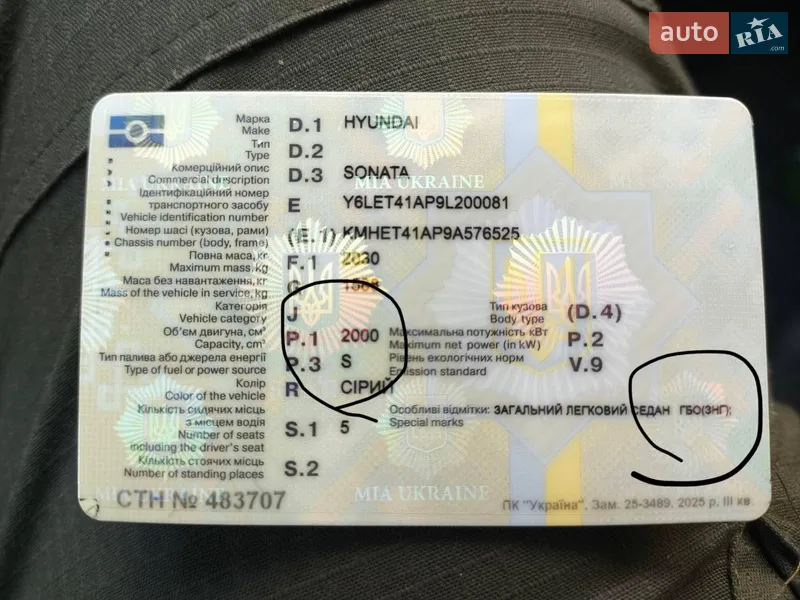 auto RIA .com
Марка D.1 HYUNDAI
Make
Тип D.2
Type
Комерційний опис D.3 SONATA
Commercial description
MIA UKRAINE
Ідентифікаційний номер
транспортного засобу E Y6LET41AP9L200081
Vehicle identification number
Номер шасі (кузова, рами) (E.1) KMHET41AP9A576525
Chassis number (body, frame)
Повна маса, кг F.1 2030
Maximum mass, kg
Маса без навантаження, кг G
Mass of the vehicle in service, kg
Категорія J Тип кузова (D.4)
Vehicle category Body type
Об'єм двигуна, см³ P.1 2000 Максимальна потужність кВт P.2
Capacity, cm³ Maximum net power (in kW)
Тип палива або джерела енергії P.3 S Рівень екологічних норм V.9
Type of fuel or power source Emission standard
Колір R СІРИЙ
Color of the vehicle
Кількість сидячих місць Особливі відмітки: ЗАГАЛЬНИЙ ЛЕГКОВИЙ СЕДАН ГБО(ЗНГ);
з місцем водія S.1 5 Special marks
Number of seats
including the driver's seat
Кількість стоячих місць S.2
Number of standing places
MIA UKRAINE
СТН № 483707 ПК "Україна". Зам. 25-3489. 2025 р. III кв.